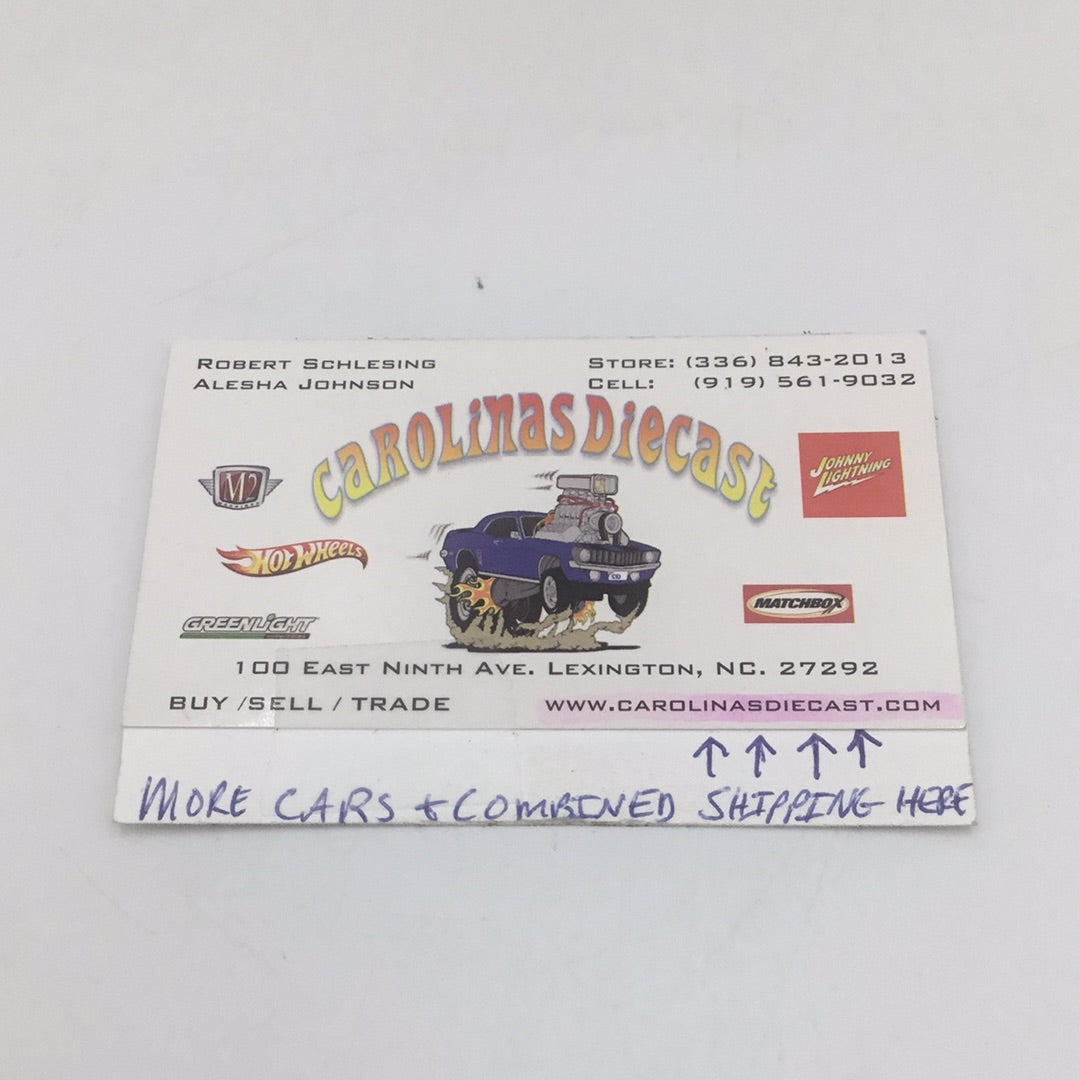 ROBERT SCHLESING
ALESHA JOHNSON
STORE: (336) 843-2013
CELL: (919) 561-9032
CAROLINAS DIECAST
M2
JOHNNY
LIGHTNING
HOT WHEELS
MATCHBOX
GREENLIGHT
100 EAST NINTH AVE. LEXINGTON, NC. 27292
BUY /SELL / TRADE
WWW.CAROLINASDIECAST.COM
MORE CARS & COMBINED SHIPPING HERE